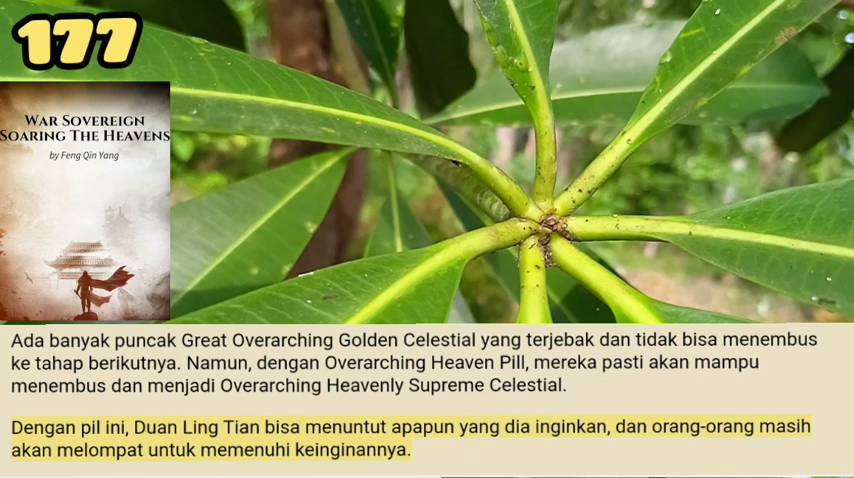 177
WAR SOVEREIGN
SOARING THE HEAVENS
by Feng Qin Yang
Ada banyak puncak Great Overarching Golden Celestial yang terjebak dan tidak bisa menembus
ke tahap berikutnya. Namun, dengan Overarching Heaven Pill, mereka pasti akan mampu
menembus dan menjadi Overarching Heavenly Supreme Celestial.
Dengan pil ini, Duan Ling Tian bisa menuntut apapun yang dia inginkan, dan orang-orang masih
akan melompat untuk memenuhi keinginannya.